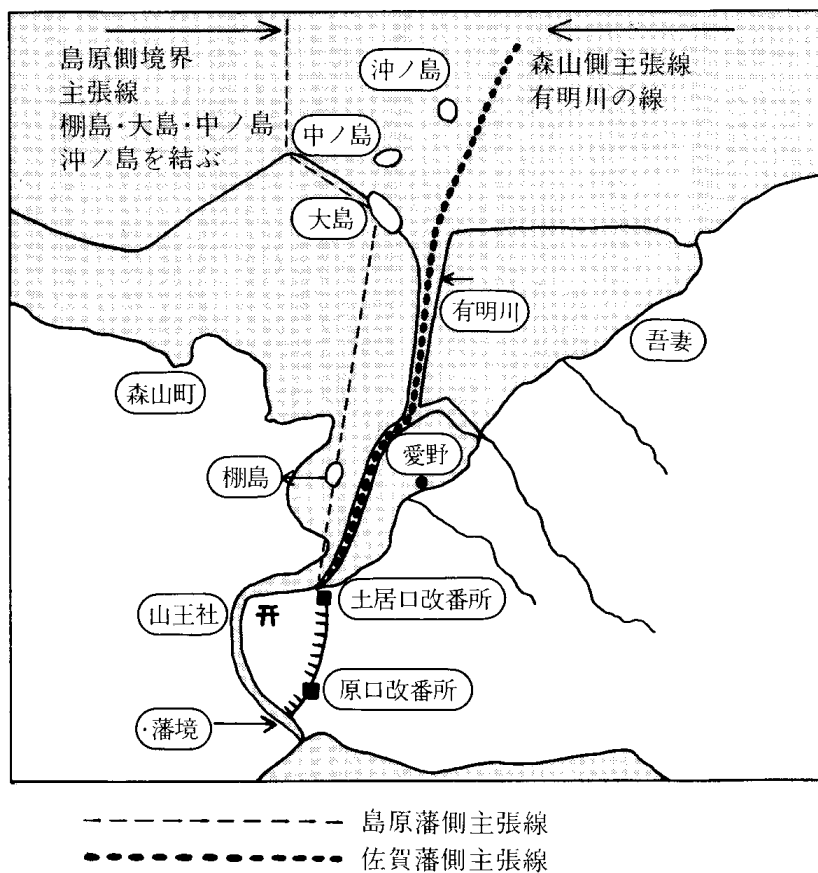 島原側境界
主張線
棚島・大島・中ノ島
沖ノ島を結ぶ
沖ノ島
森山側主張線
有明川の線
中ノ島
大島
有明川
吾妻
森山町
愛野
棚島
山王社
土居口改番所
原口改番所
・藩境
島原藩側主張線
佐賀藩側主張線